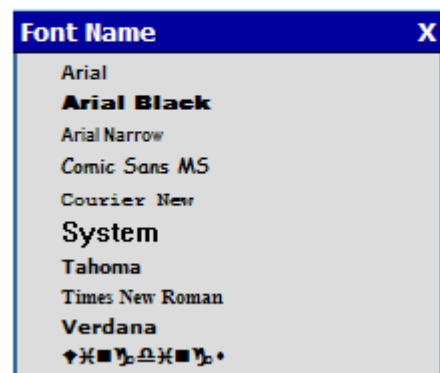 Font Name X
Arial
Arial Black
Arial Narrow
Comic Sans MS
Courier New
System
Tahoma
Times New Roman
Verdana